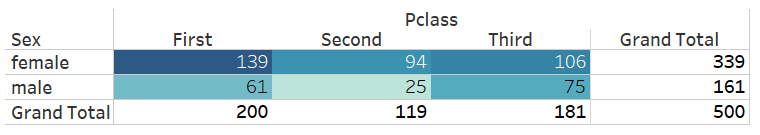 Pclass
Sex First Second Third Grand Total
female 139 94 106 339
male 61 25 75 161
Grand Total 200 119 181 500